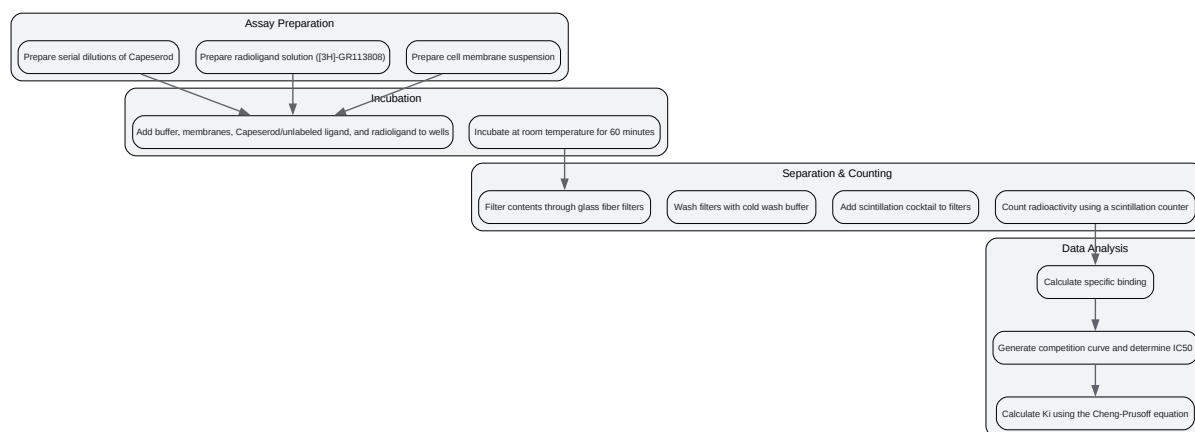 Assay Preparation
Prepare serial dilutions of Capeserod
Prepare radioligand solution ([3H]-GR113808)
Prepare cell membrane suspension
Incubation
Add buffer, membranes, Capeserod/unlabeled ligand, and radioligand to wells
Incubate at room temperature for 60 minutes
Separation & Counting
Filter contents through glass fiber filters
Wash filters with cold wash buffer
Add scintillation cocktail to filters
Count radioactivity using a scintillation counter
Data Analysis
Calculate specific binding
Generate competition curve and determine IC50
Calculate Ki using the Cheng-Prusoff equation